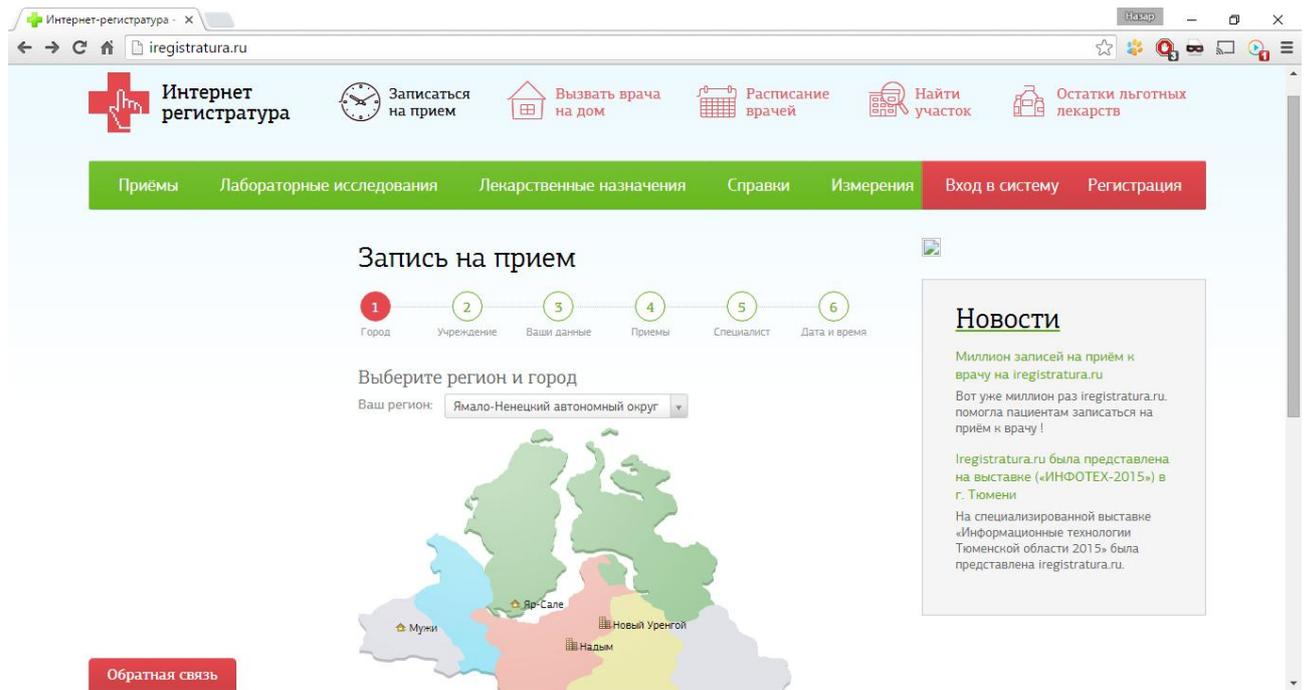 Интернет-регистратура -
Назар
iregistratura.ru
3
1
Интернет
регистратура
Записаться
на прием
Вызвать врача
на дом
Расписание
врачей
Найти
участок
Остатки льготных
лекарств
Приёмы Лабораторные исследования Лекарственные назначения Справки Измерения Вход в систему Регистрация
Запись на прием
1 2 3 4 5 6
Город Учреждение Ваши данные Приемы Специалист Дата и время
Выберите регион и город
Ваш регион: Ямало-Ненецкий автономный округ
Яр-Сале
Мужи
Новый Уренгой
Надым
Новости
Миллион записей на приём к
врачу на iregistratura.ru
Вот уже миллион раз iregistratura.ru.
помогла пациентам записаться на
приём к врачу !
Iregistratura.ru была представлена
на выставке («ИНФОТЕХ-2015») в
г. Тюмени
На специализированной выставке
«Информационные технологии
Тюменской области 2015» была
представлена iregistratura.ru.
Обратная связь